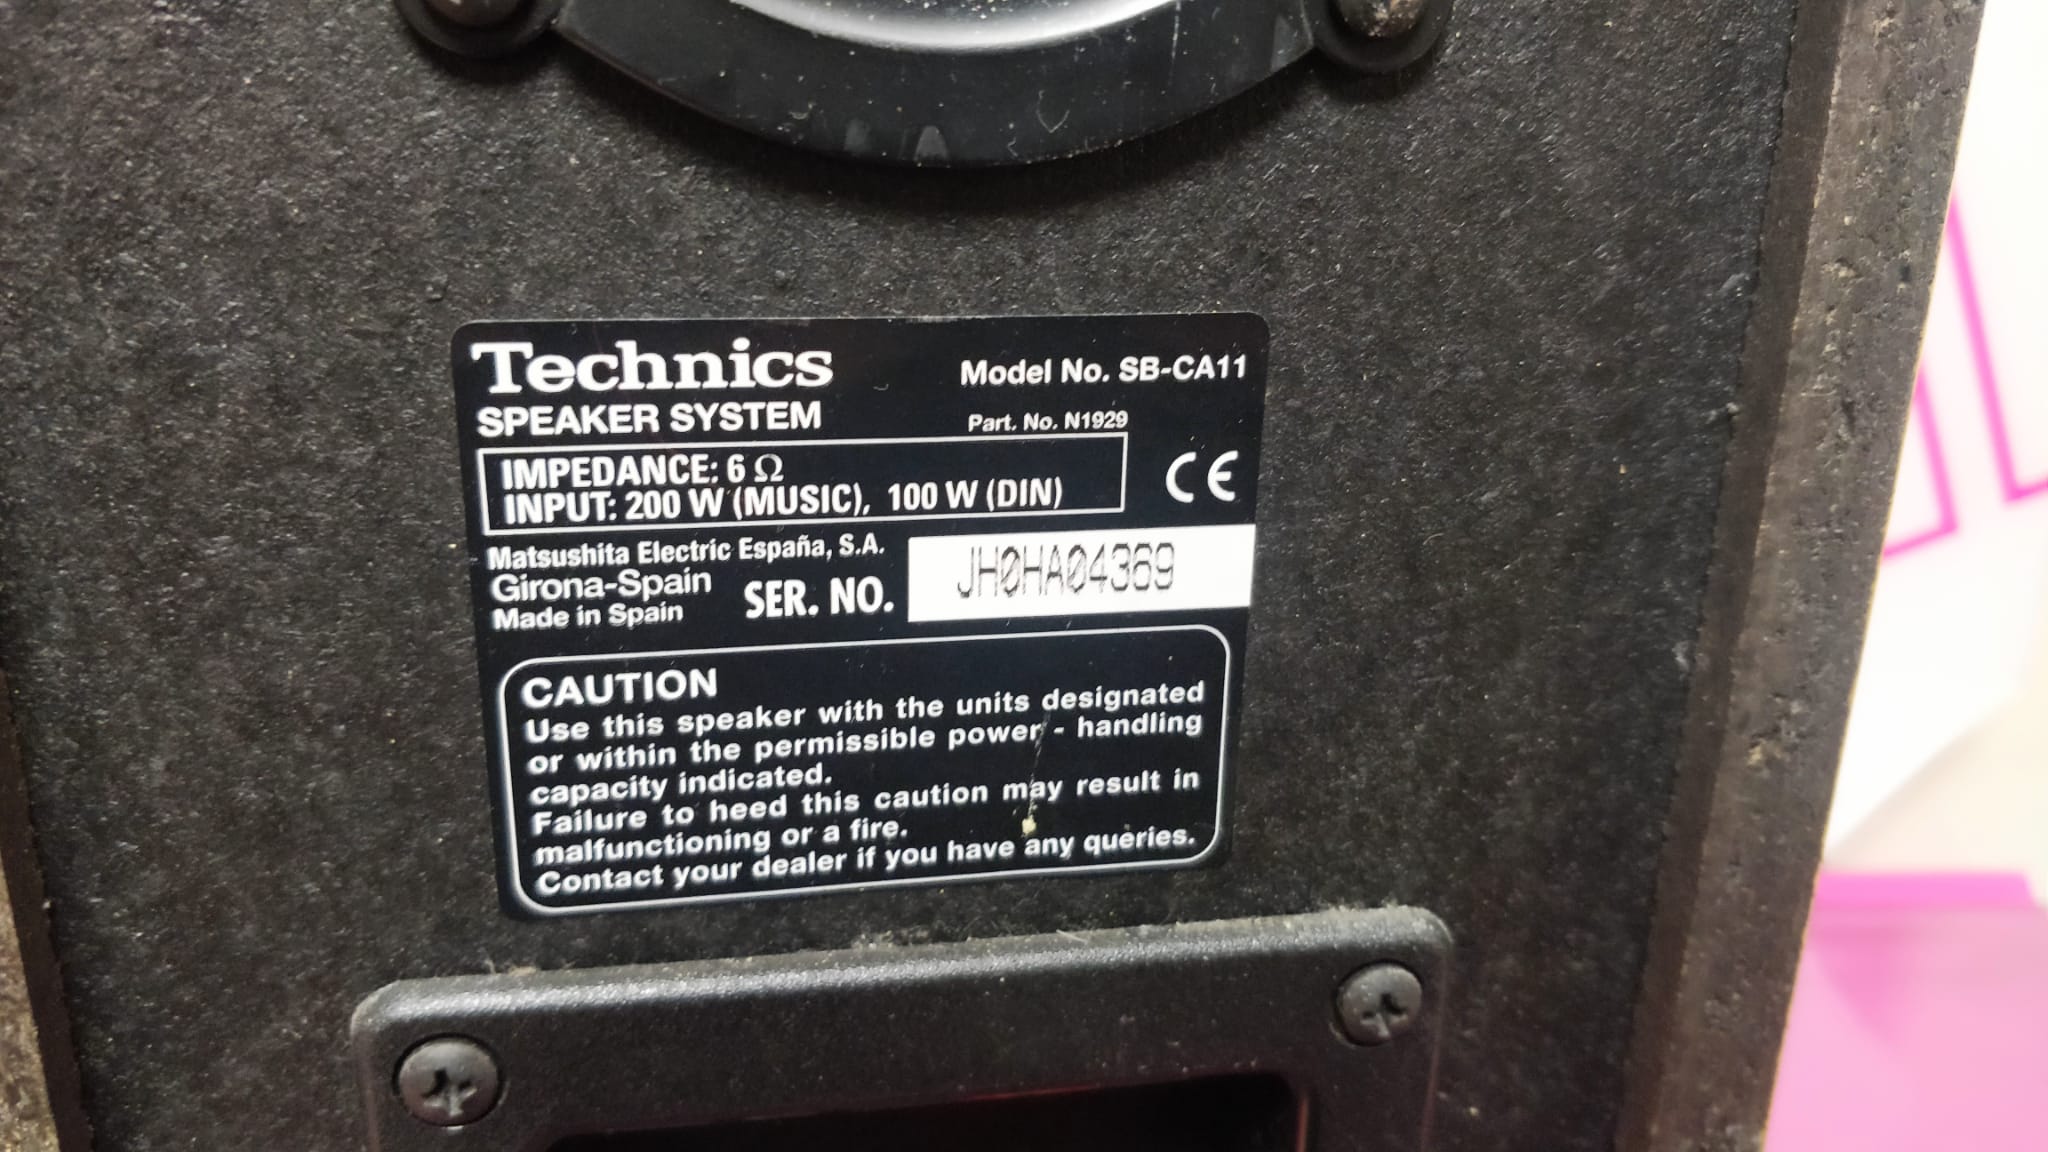 Technics
Model No. SB-CA11
SPEAKER SYSTEM
Part. No. N1929
IMPEDANCE: 6 Ω
INPUT: 200 W (MUSIC), 100 W (DIN)
CE
Matsushita Electric España, S.A.
Girona-Spain
Made in Spain
SER. NO. JH0HA04369
CAUTION
Use this speaker with the units designated
or within the permissible power - handling
capacity indicated.
Failure to heed this caution may result in
malfunctioning or a fire.
Contact your dealer if you have any queries.